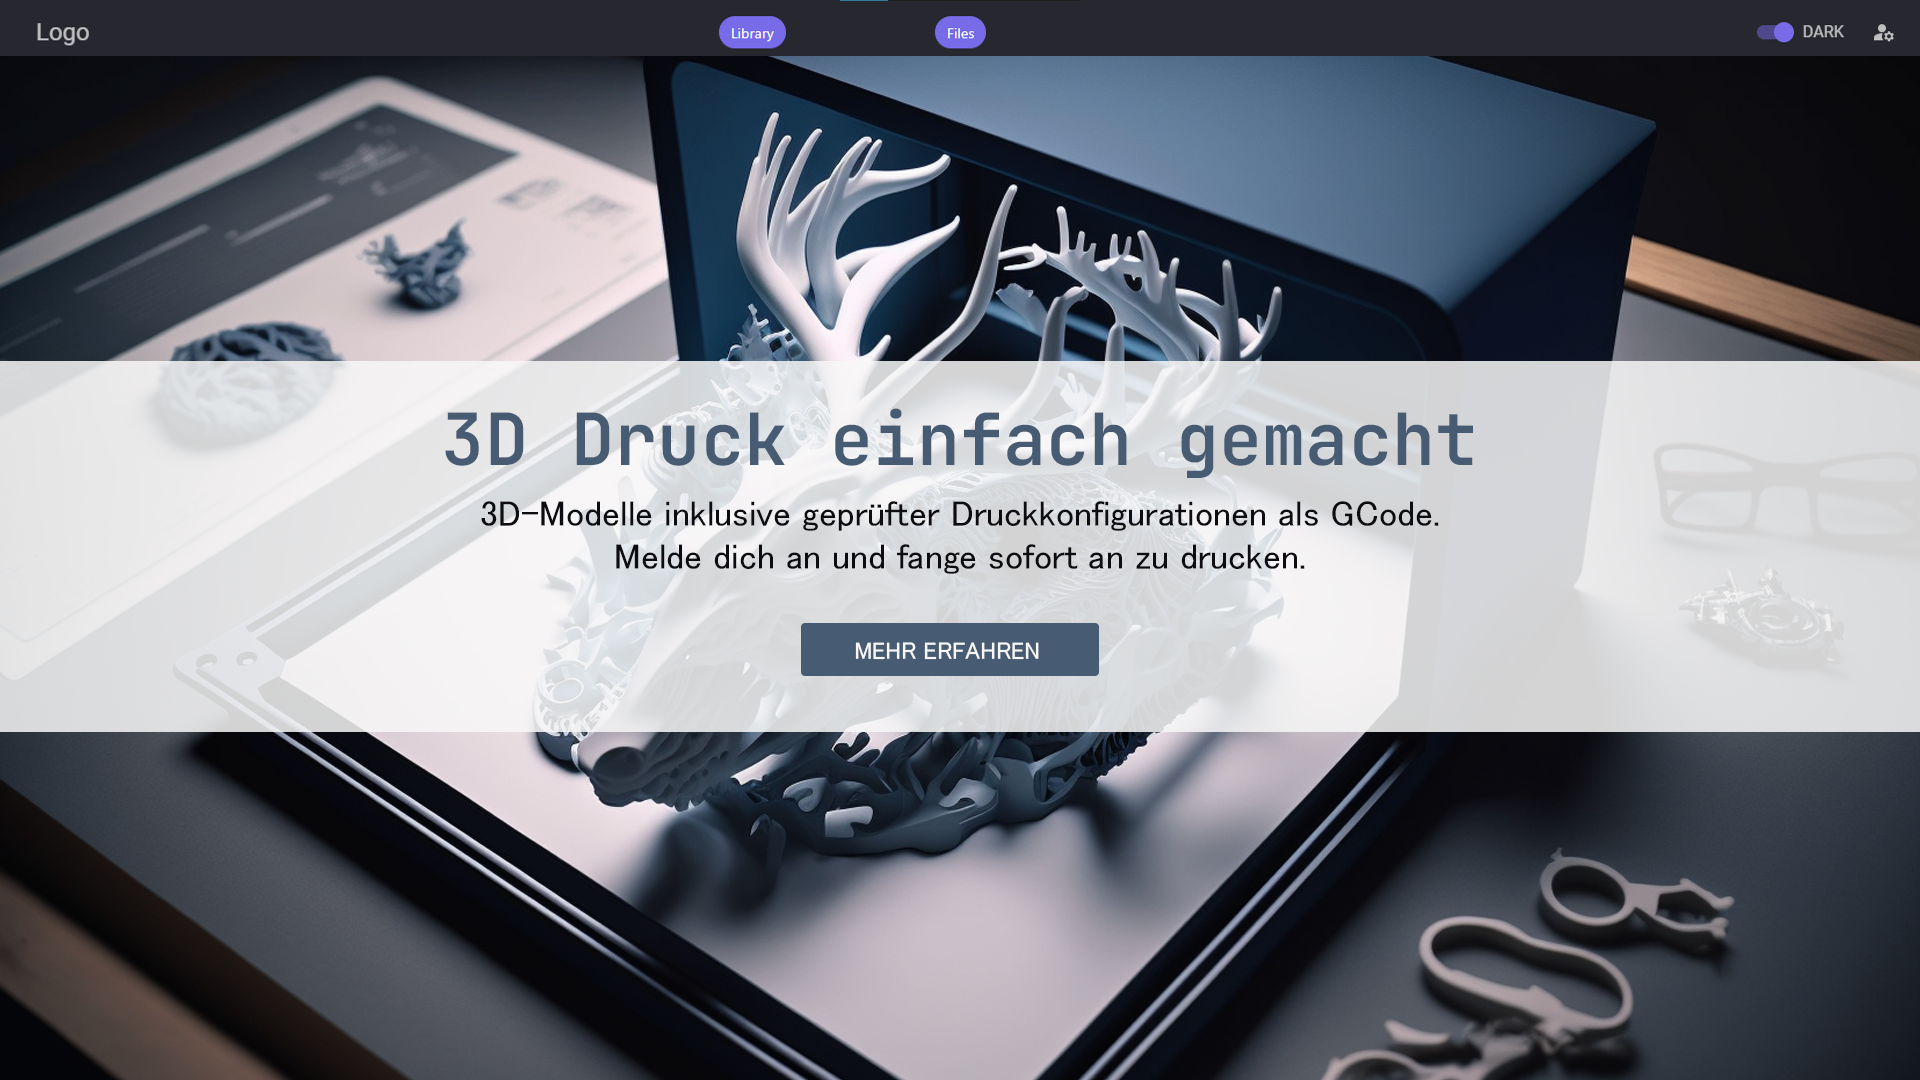 Logo
Library
Files
DARK
3D Druck einfach gemacht
3D-Modelle inklusive geprüfter Druckkonfigurationen als GCode.
Melde dich an und fange sofort an zu drucken.
MEHR ERFAHREN